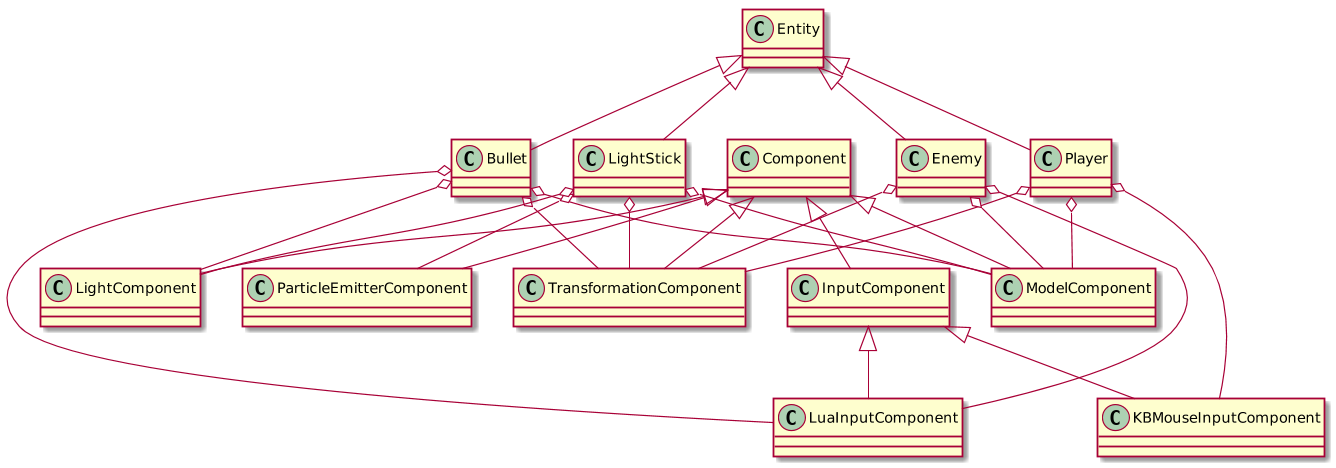 C Entity
C Bullet
C LightStick
C Component
C Enemy
C Player
C LightComponent
C ParticleEmitterComponent
C TransformationComponent
C InputComponent
C ModelComponent
C LuaInputComponent
C KBMouseInputComponent